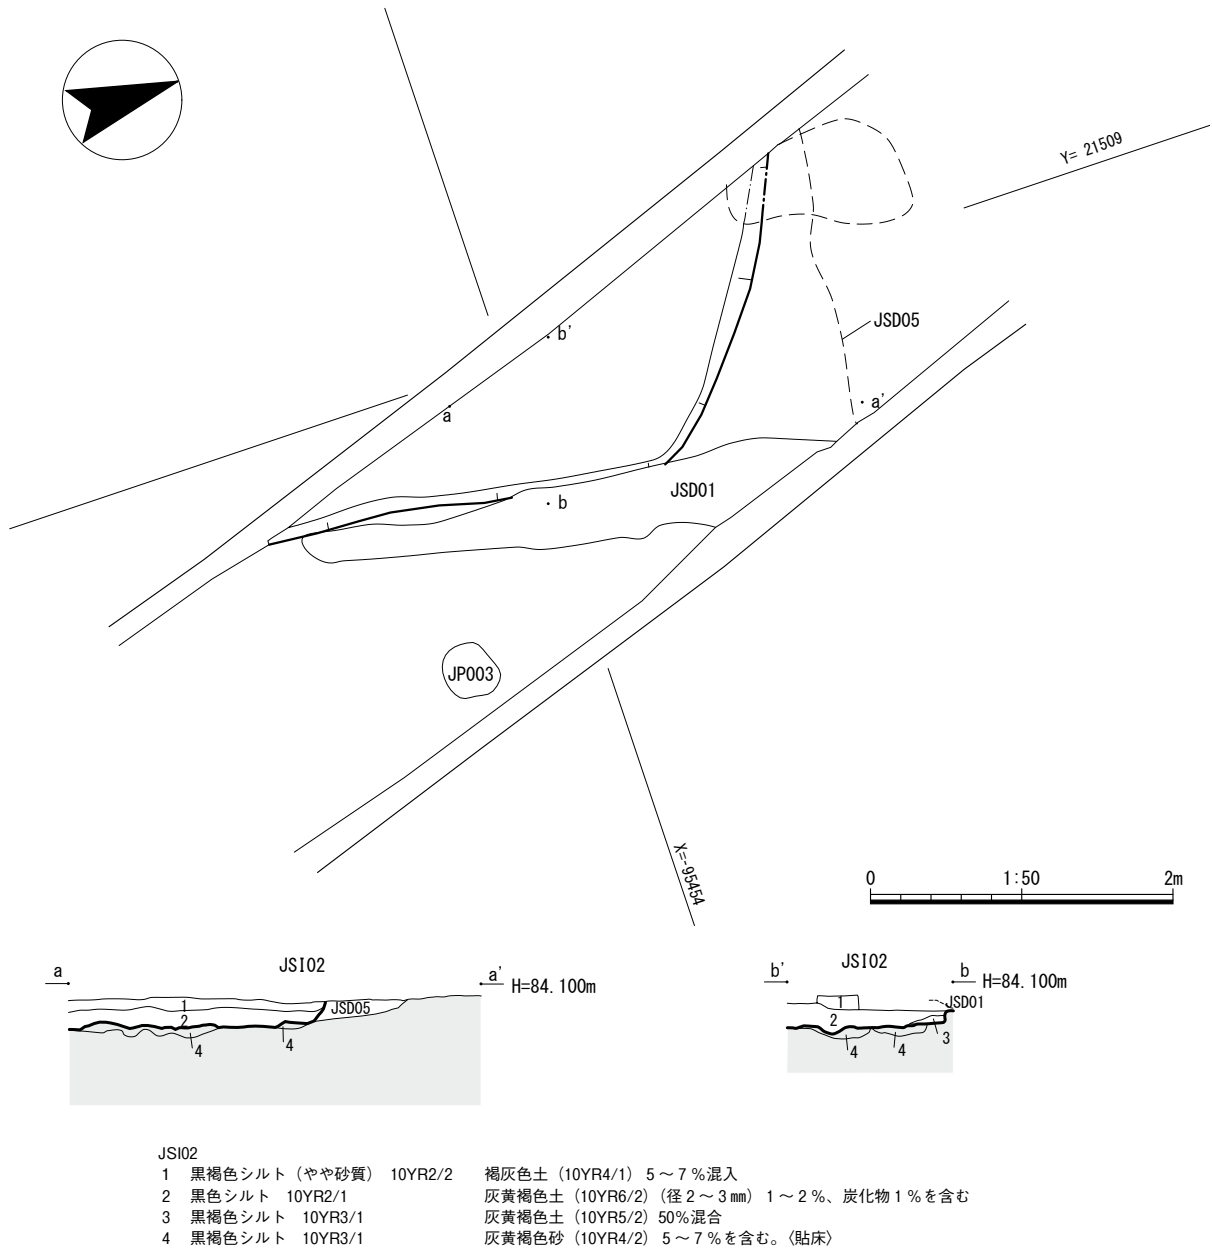 Y= 21509
JSD05
b'
a'
a
JSD01
b
JP003
X=-95454
0 1:50 2m
a JSI02 a' H=84.100m
1
JSD05
2
4 4
b' JSI02 b H=84.100m
1
JSD01
2
4 4 3
JSI02
1 黒褐色シルト（やや砂質） 10YR2/2 褐灰色土（10YR4/1）５～７％混入
2 黒色シルト 10YR2/1 灰黄褐色土（10YR6/2）（径２～３㎜）１～２％、炭化物１％を含む
3 黒褐色シルト 10YR3/1 灰黄褐色土（10YR5/2）50％混合
4 黒褐色シルト 10YR3/1 灰黄褐色砂（10YR4/2）５～７％を含む。〈貼床〉